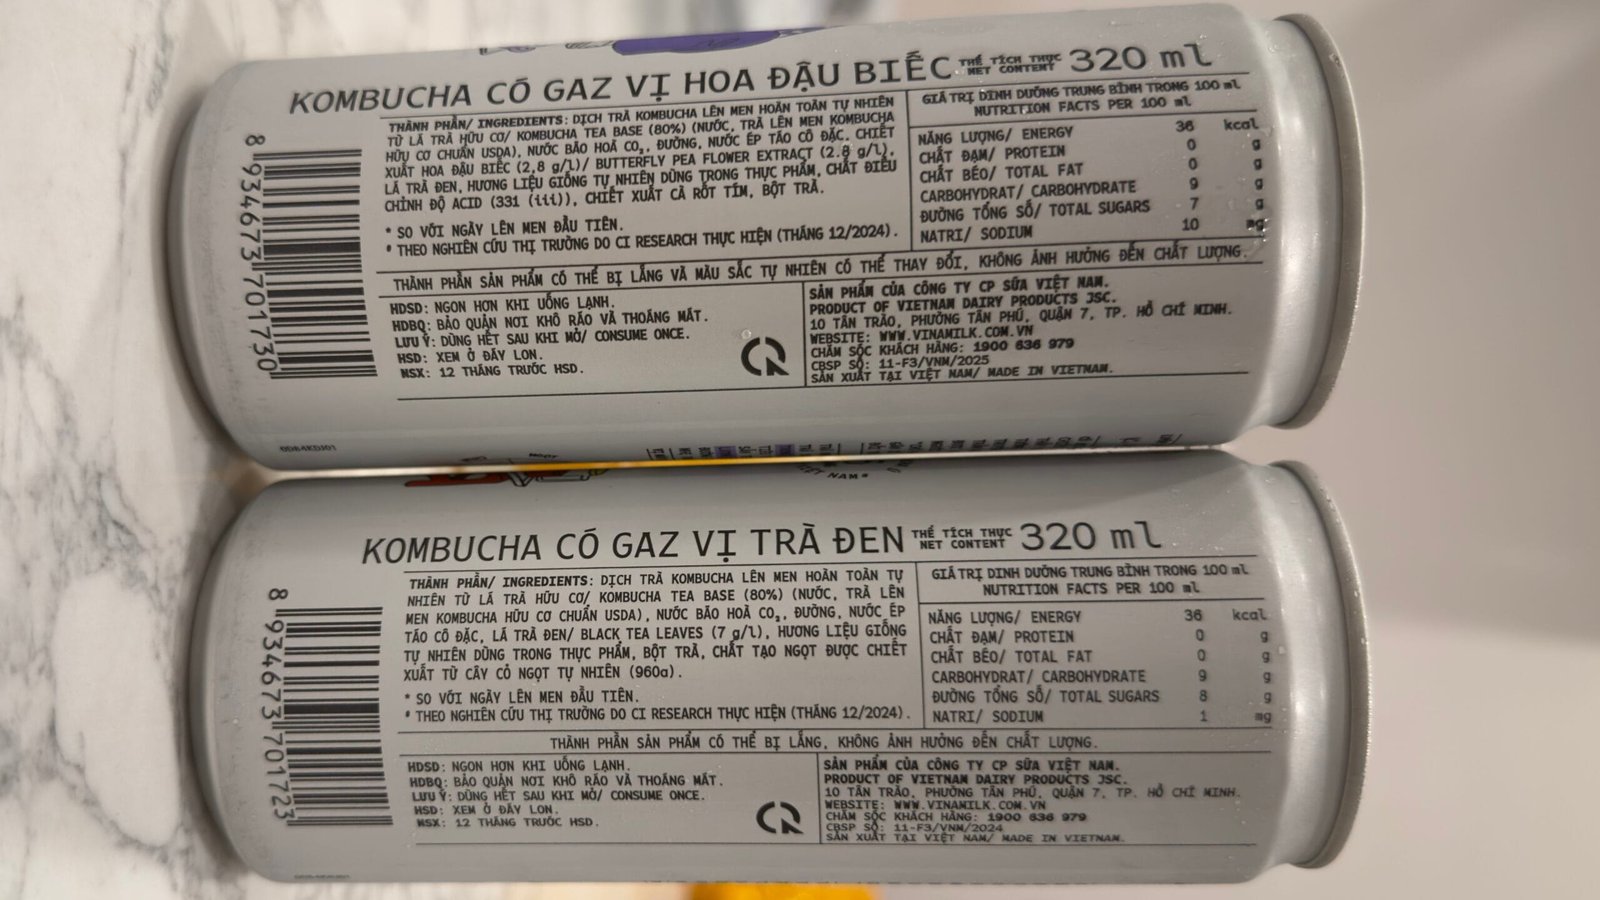 KOMBUCHA CÓ GAZ VỊ HOA ĐẬU BIẾC
THỂ TÍCH THỰC
NET CONTENT
320 ml
THÀNH PHẦN/ INGREDIENTS: DỊCH TRÀ KOMBUCHA LÊN MEN HOÀN TOÀN TỰ NHIÊN
TỪ LÁ TRÀ HỮU CƠ/ KOMBUCHA TEA BASE (80%) (NƯỚC, TRÀ LÊN MEN KOMBUCHA
HỮU CƠ CHUẨN USDA), NƯỚC BÃO HOÀ CO₂, ĐƯỜNG, NƯỚC ÉP TÁO CÔ ĐẶC, CHIẾT
XUẤT HOA ĐẬU BIẾC (2,8 g/l)/ BUTTERFLY PEA FLOWER EXTRACT (2.8 g/l),
LÁ TRÀ ĐEN, HƯƠNG LIỆU GIỐNG TỰ NHIÊN DÙNG TRONG THỰC PHẨM, CHẤT ĐIỀU
CHỈNH ĐỘ ACID (331 (iii)), CHIẾT XUẤT CÀ RỐT TÍM, BỘT TRÀ.
* SO VỚI NGÀY LÊN MEN ĐẦU TIÊN.
# THEO NGHIÊN CỨU THỊ TRƯỜNG DO CI RESEARCH THỰC HIỆN (THÁNG 12/2024).
GIÁ TRỊ DINH DƯỠNG TRUNG BÌNH TRONG 100 ml
NUTRITION FACTS PER 100 ml
NĂNG LƯỢNG/ ENERGY 36 kcal
CHẤT ĐẠM/ PROTEIN 0 g
CHẤT BÉO/ TOTAL FAT 0 g
CARBOHYDRAT/ CARBOHYDRATE 9 g
ĐƯỜNG TỔNG SỐ/ TOTAL SUGARS 7 g
NATRI/ SODIUM 10 mg
THÀNH PHẦN SẢN PHẨM CÓ THỂ BỊ LẮNG VÀ MÀU SẮC TỰ NHIÊN CÓ THỂ THAY ĐỔI, KHÔNG ẢNH HƯỞNG ĐẾN CHẤT LƯỢNG.
HDSD: NGON HƠN KHI UỐNG LẠNH.
HDBQ: BẢO QUẢN NƠI KHÔ RÁO VÀ THOÁNG MÁT.
LƯU Ý: DÙNG HẾT SAU KHI MỞ/ CONSUME ONCE.
HSD: XEM Ở ĐÁY LON.
NSX: 12 THÁNG TRƯỚC HSD.
SẢN PHẨM CỦA CÔNG TY CP SỮA VIỆT NAM.
PRODUCT OF VIETNAM DAIRY PRODUCTS JSC.
10 TÂN TRÀO, PHƯỜNG TÂN PHÚ, QUẬN 7, TP. HỒ CHÍ MINH.
WEBSITE: WWW.VINAMILK.COM.VN
CHĂM SÓC KHÁCH HÀNG: 1900 636 979
CBSP SỐ: 11-F3/VNM/2025
SẢN XUẤT TẠI VIỆT NAM/ MADE IN VIETNAM.
8 934673 701730
KOMBUCHA CÓ GAZ VỊ TRÀ ĐEN
THỂ TÍCH THỰC
NET CONTENT
320 ml
THÀNH PHẦN/ INGREDIENTS: DỊCH TRÀ KOMBUCHA LÊN MEN HOÀN TOÀN TỰ
NHIÊN TỪ LÁ TRÀ HỮU CƠ/ KOMBUCHA TEA BASE (80%) (NƯỚC, TRÀ LÊN
MEN KOMBUCHA HỮU CƠ CHUẨN USDA), NƯỚC BÃO HOÀ CO₂, ĐƯỜNG, NƯỚC ÉP
TÁO CÔ ĐẶC, LÁ TRÀ ĐEN/ BLACK TEA LEAVES (7 g/l), HƯƠNG LIỆU GIỐNG
TỰ NHIÊN DÙNG TRONG THỰC PHẨM, BỘT TRÀ, CHẤT TẠO NGỌT ĐƯỢC CHIẾT
XUẤT TỪ CÂY CỎ NGỌT TỰ NHIÊN (960a).
* SO VỚI NGÀY LÊN MEN ĐẦU TIÊN.
# THEO NGHIÊN CỨU THỊ TRƯỜNG DO CI RESEARCH THỰC HIỆN (THÁNG 12/2024).
GIÁ TRỊ DINH DƯỠNG TRUNG BÌNH TRONG 100 ml
NUTRITION FACTS PER 100 ml
NĂNG LƯỢNG/ ENERGY 36 kcal
CHẤT ĐẠM/ PROTEIN 0 g
CHẤT BÉO/ TOTAL FAT 0 g
CARBOHYDRAT/ CARBOHYDRATE 9 g
ĐƯỜNG TỔNG SỐ/ TOTAL SUGARS 8 g
NATRI/ SODIUM 1 mg
THÀNH PHẦN SẢN PHẨM CÓ THỂ BỊ LẮNG, KHÔNG ẢNH HƯỞNG ĐẾN CHẤT LƯỢNG.
HDSD: NGON HƠN KHI UỐNG LẠNH.
HDBQ: BẢO QUẢN NƠI KHÔ RÁO VÀ THOÁNG MÁT.
LƯU Ý: DÙNG HẾT SAU KHI MỞ/ CONSUME ONCE.
HSD: XEM Ở ĐÁY LON.
NSX: 12 THÁNG TRƯỚC HSD.
SẢN PHẨM CỦA CÔNG TY CP SỮA VIỆT NAM.
PRODUCT OF VIETNAM DAIRY PRODUCTS JSC.
10 TÂN TRÀO, PHƯỜNG TÂN PHÚ, QUẬN 7, TP. HỒ CHÍ MINH.
WEBSITE: WWW.VINAMILK.COM.VN
CHĂM SÓC KHÁCH HÀNG: 1900 636 979
CBSP SỐ: 11-F3/VNM/2024
SẢN XUẤT TẠI VIỆT NAM/ MADE IN VIETNAM.
8 934673 701723